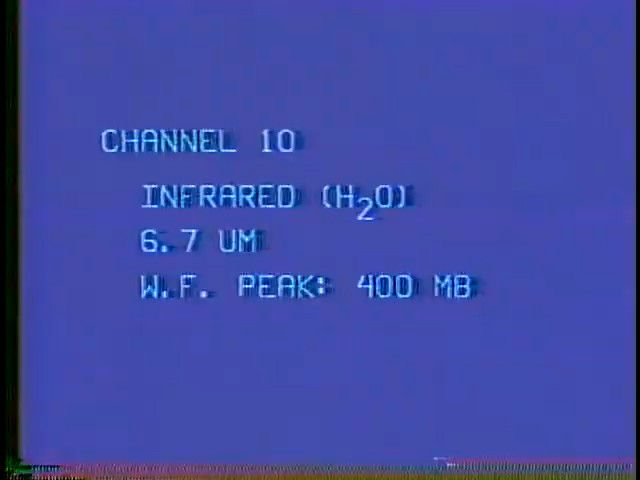 CHANNEL 10
INFRARED (H₂O)
6.7 UM
W.F. PEAK: 400 MB